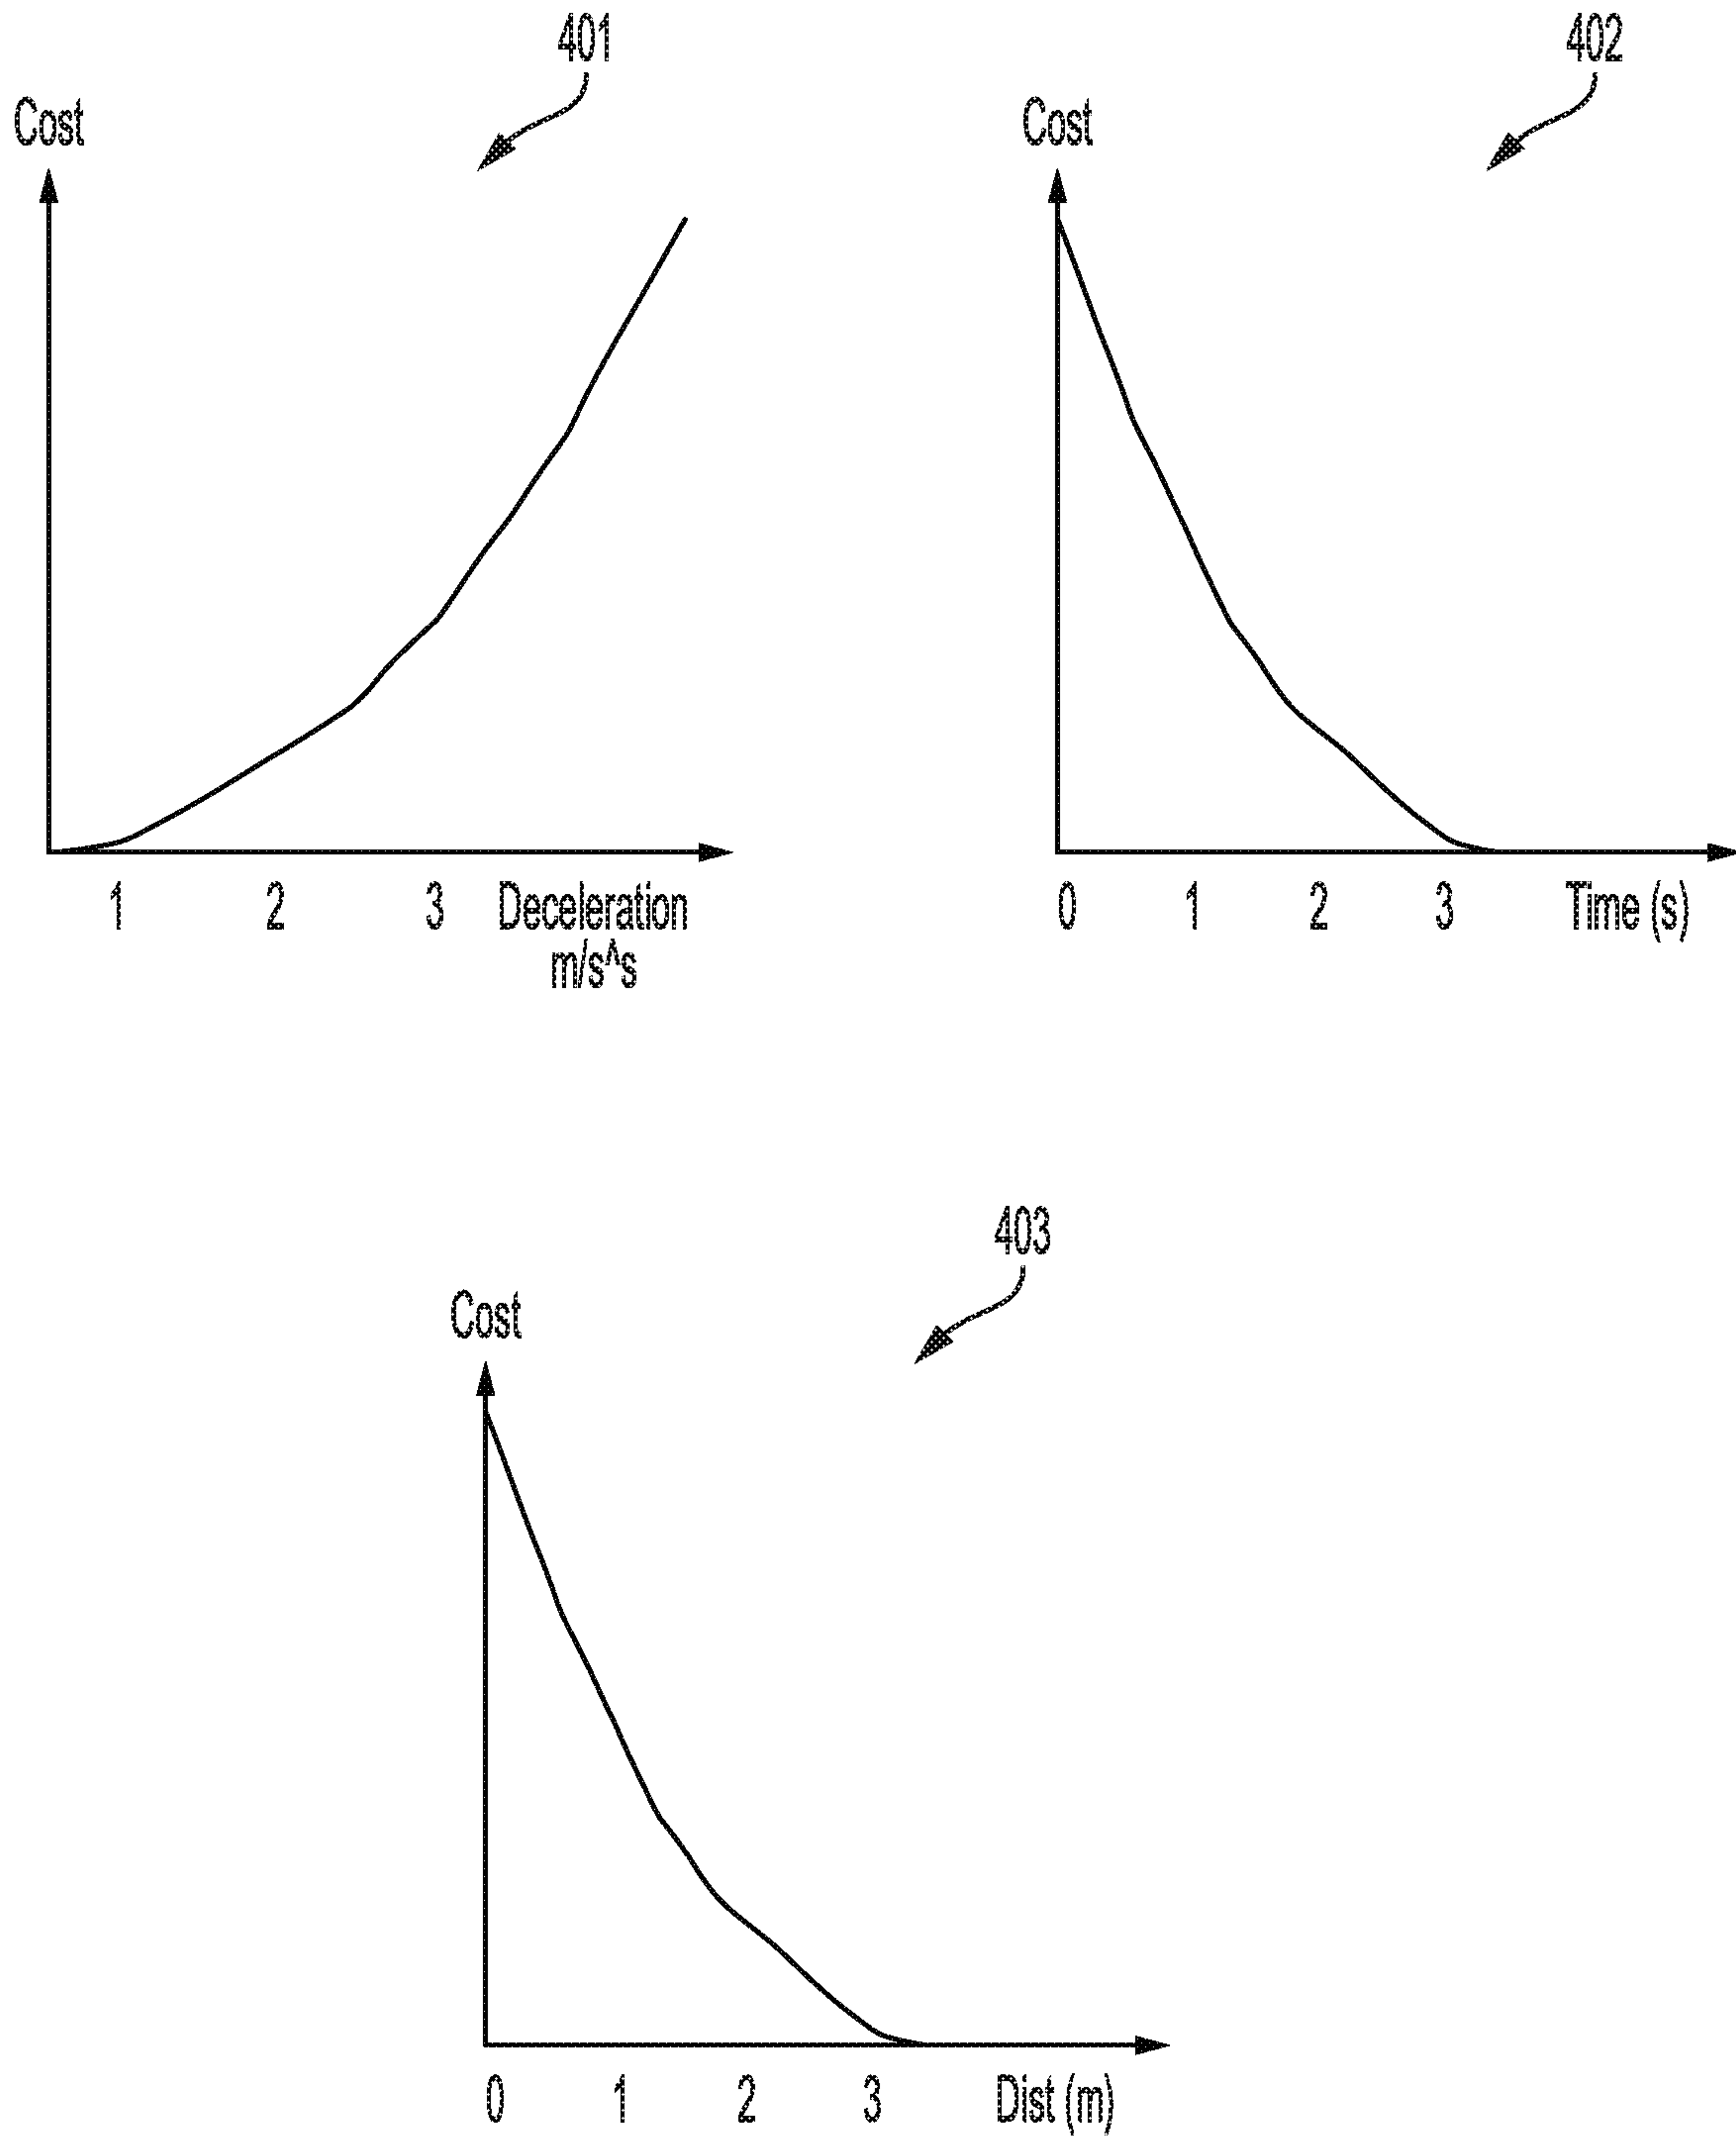 401
Cost
1 2 3 Deceleration
m/s^s
402
Cost
0 1 2 3 Time (s)
403
Cost
0 1 2 3 Dist (m)